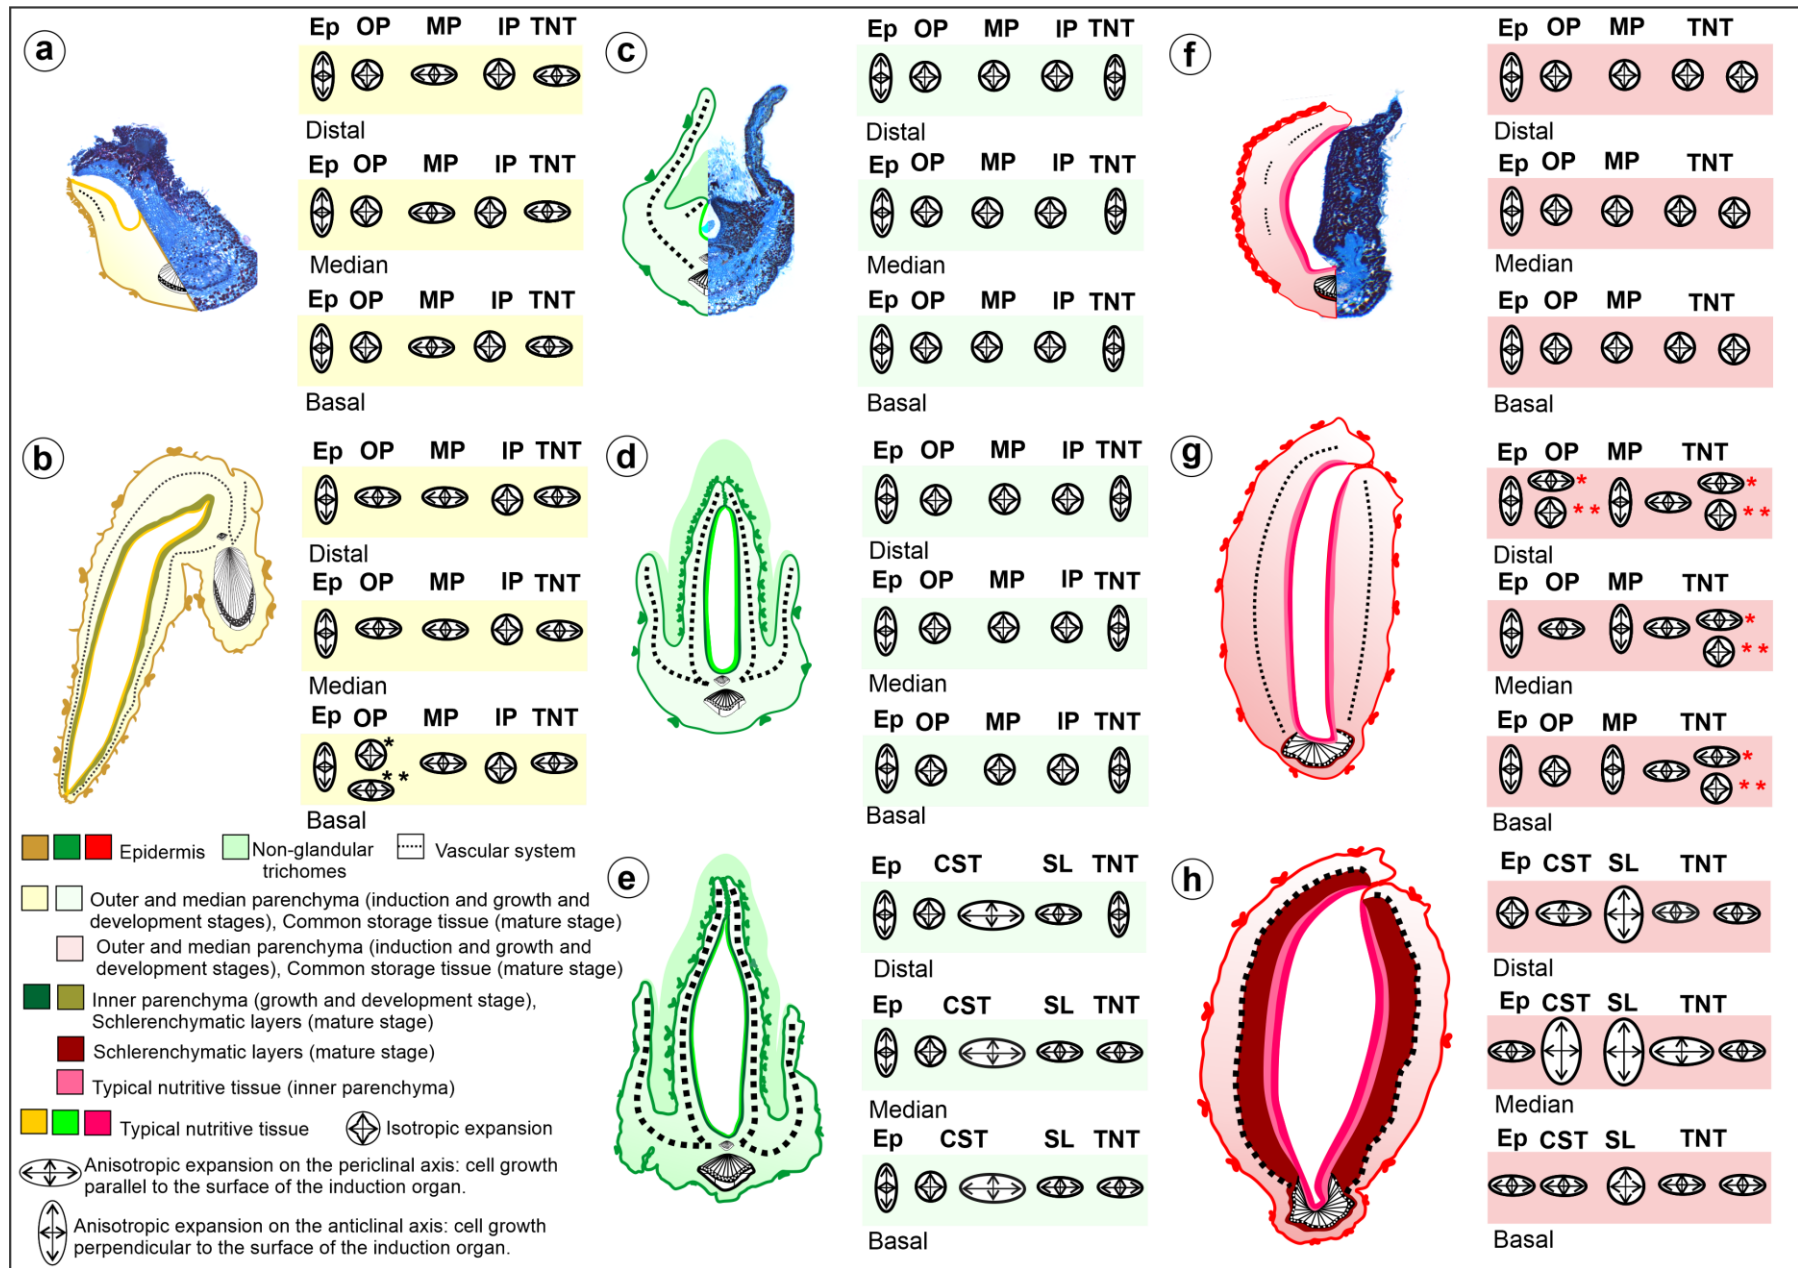 a
Ep OP MP IP TNT
Distal
Ep OP MP IP TNT
Median
Ep OP MP IP TNT
Basal
b
Ep OP MP IP TNT
Distal
Ep OP MP IP TNT
Median
Ep OP MP IP TNT
*
* *
Basal
c
Ep OP MP IP TNT
Distal
Ep OP MP IP TNT
Median
Ep OP MP IP TNT
Basal
d
Ep OP MP IP TNT
Distal
Ep OP MP IP TNT
Median
Ep OP MP IP TNT
Basal
e
Ep CST SL TNT
Distal
Ep CST SL TNT
Median
Ep CST SL TNT
Basal
f
Ep OP MP TNT
Distal
Ep OP MP TNT
Median
Ep OP MP TNT
Basal
g
Ep OP MP TNT
* *
* * * *
Distal
Ep OP MP TNT
*
* *
Median
Ep OP MP TNT
*
* *
Basal
h
Ep CST SL TNT
Distal
Ep CST SL TNT
Median
Ep CST SL TNT
Basal
Epidermis
Non-glandular
trichomes
Vascular system
Outer and median parenchyma (induction and growth and
development stages), Common storage tissue (mature stage)
Outer and median parenchyma (induction and growth and
development stages), Common storage tissue (mature stage)
Inner parenchyma (growth and development stage),
Schlerenchymatic layers (mature stage)
Schlerenchymatic layers (mature stage)
Typical nutritive tissue (inner parenchyma)
Typical nutritive tissue
Isotropic expansion
Anisotropic expansion on the periclinal axis: cell growth
parallel to the surface of the induction organ.
Anisotropic expansion on the anticlinal axis: cell growth
perpendicular to the surface of the induction organ.